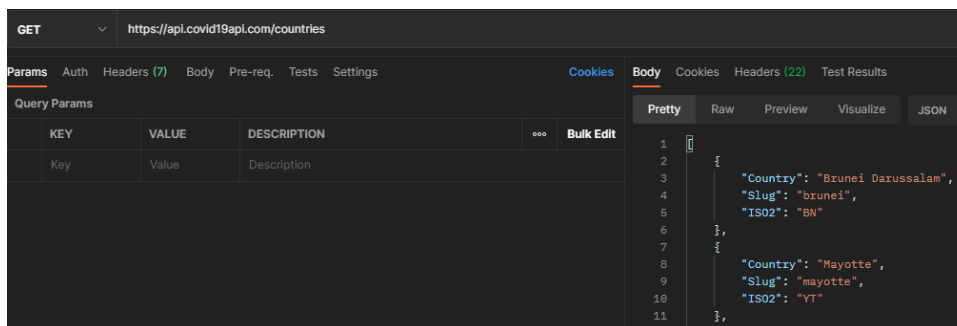 GET https://api.covid19api.com/countries
Params Auth Headers (7) Body Pre-req. Tests Settings Cookies
Query Params
KEY VALUE DESCRIPTION ooo Bulk Edit
Key Value Description
Body Cookies Headers (22) Test Results
Pretty Raw Preview Visualize JSON
1 [
2 {
3 "Country": "Brunei Darussalam",
4 "Slug": "brunei",
5 "ISO2": "BN"
6 },
7 {
8 "Country": "Mayotte",
9 "Slug": "mayotte",
10 "ISO2": "YT"
11 },